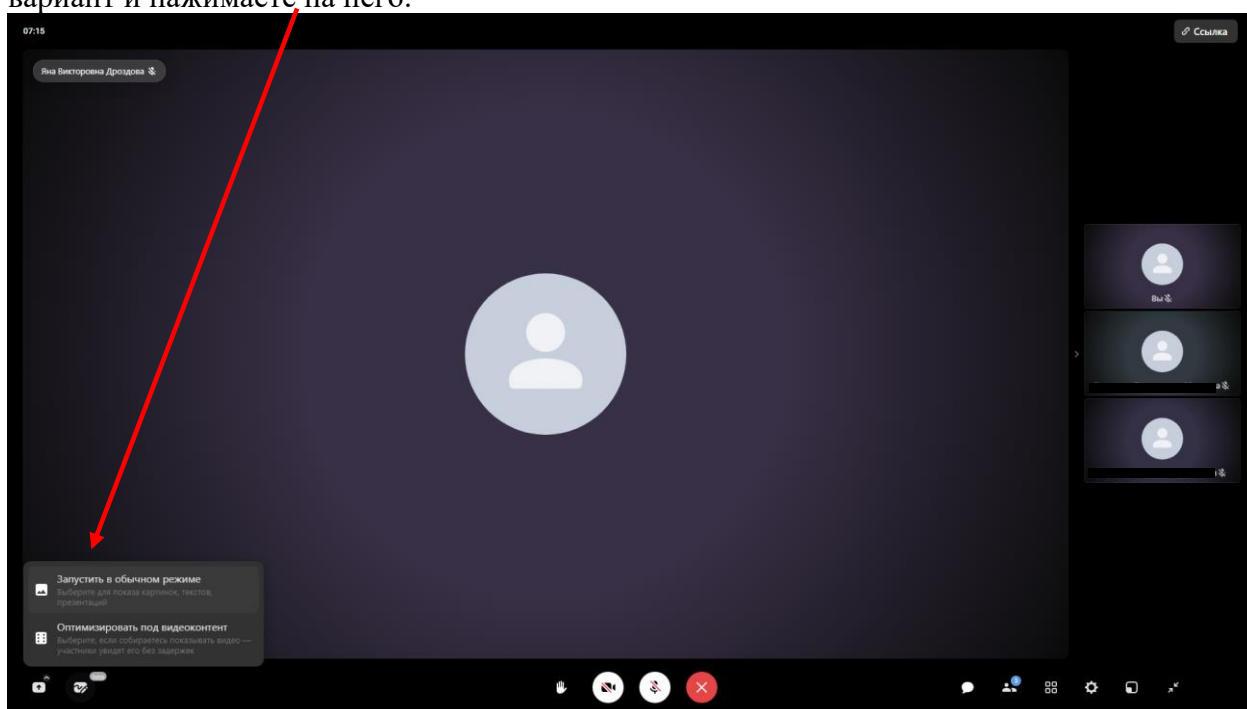 вариант и нажимаете на него.
07:15
Ссылка
Яна Викторовна Дроздова
Вы
Запустить в обычном режиме
Выберите для показа картинок, текстов,
презентаций
Оптимизировать под видеоконтент
Выберите, если собираетесь показывать видео —
участники увидят его без задержек